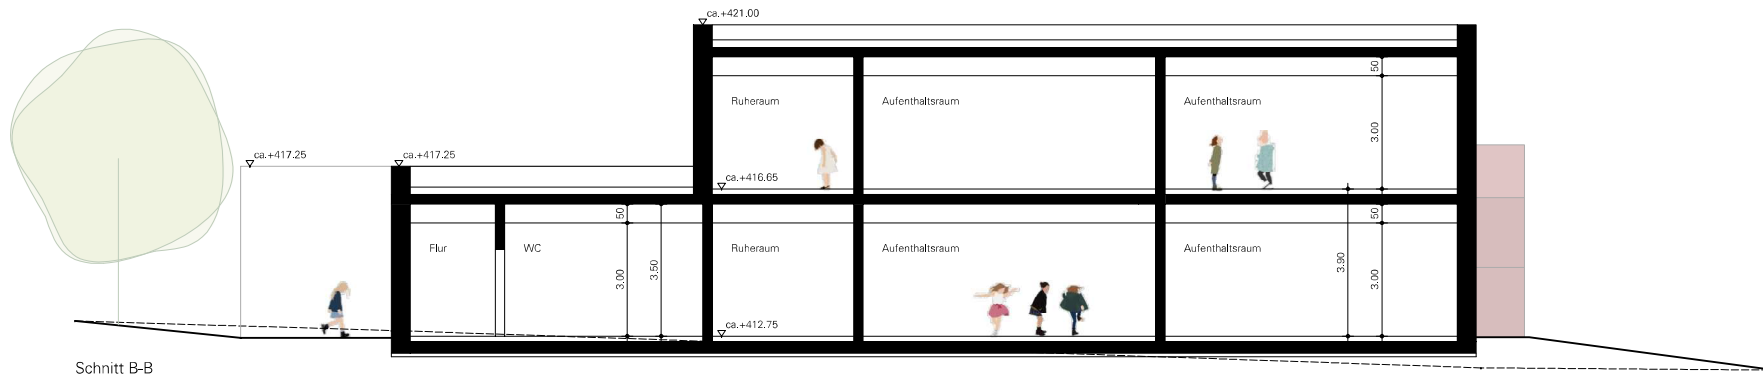 ca.+421.00
50
Ruheraum
Aufenthaltsraum
Aufenthaltsraum
3.00
ca.+417.25
ca.+417.25
ca.+416.65
50
50
Flur
WC
Ruheraum
Aufenthaltsraum
Aufenthaltsraum
3.00
3.50
3.90
3.00
ca.+412.75
Schnitt B-B